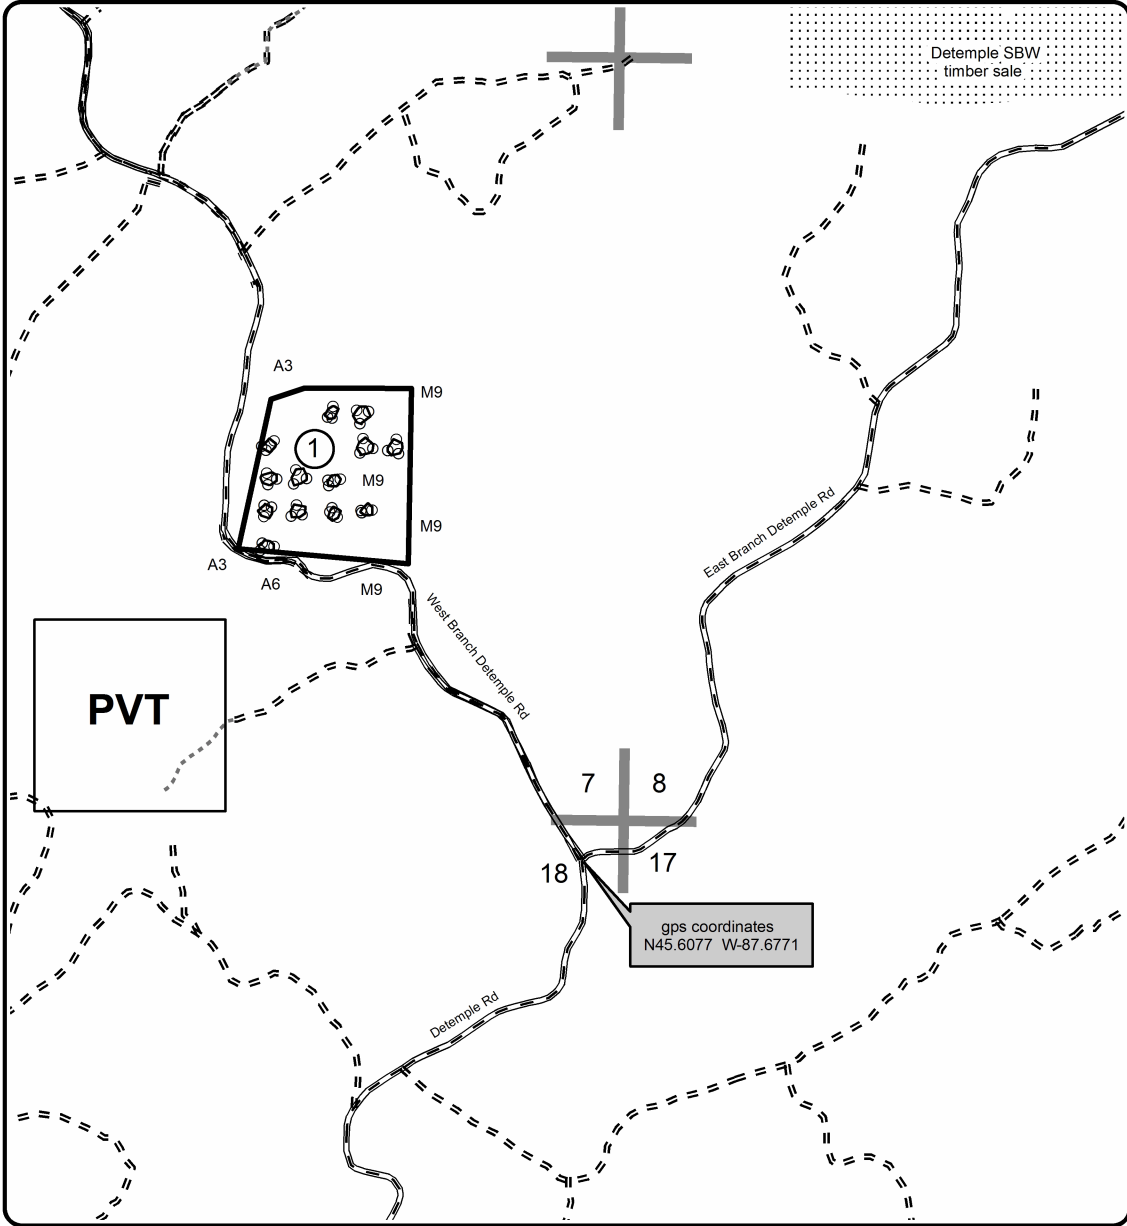 Detemple SBW
timber sale
A3
M9
1
M9
M9
A3
A6
M9
East Branch Detemple Rd
West Branch Detemple Rd
PVT
7
8
18
17
gps coordinates
N45.6077 W-87.6771
Detemple Rd